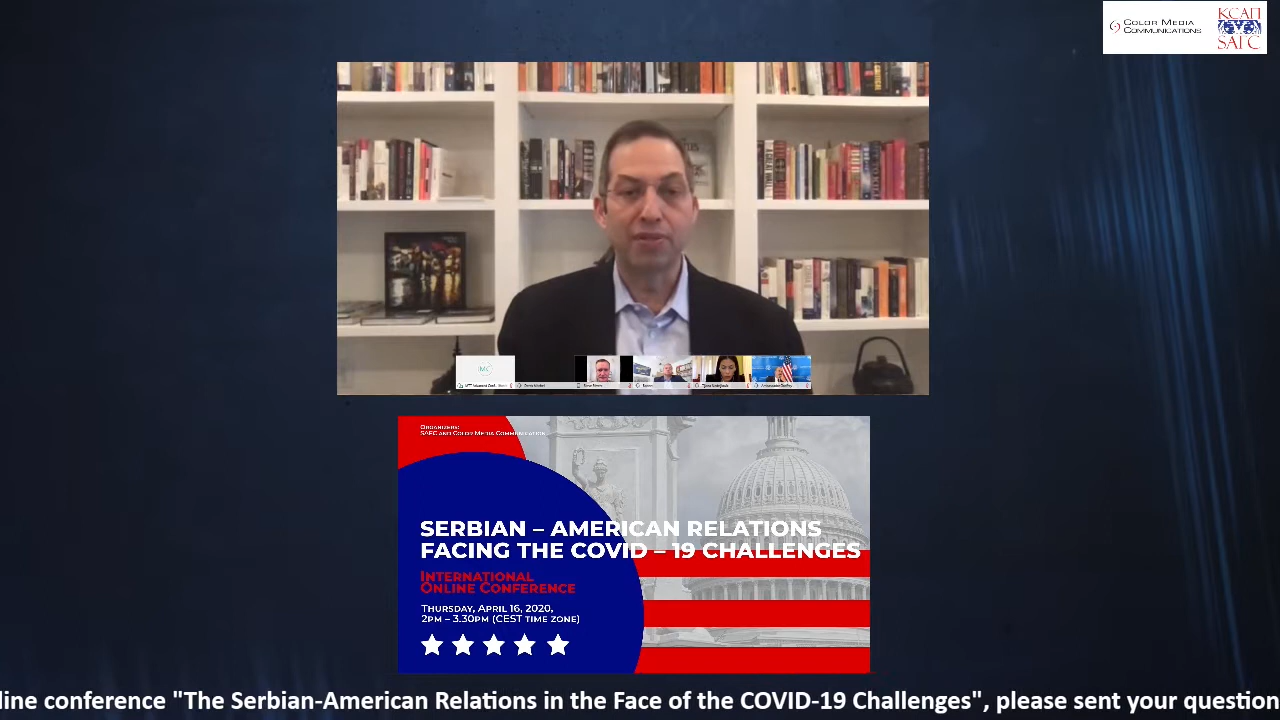 COLOR MEDIA
COMMUNICATIONS
КСАП
SAFC
ORGANIZERS:
SAFC AND COLOR MEDIA COMMUNICATION
SERBIAN – AMERICAN RELATIONS
FACING THE COVID – 19 CHALLENGES
INTERNATIONAL
ONLINE CONFERENCE
THURSDAY, APRIL 16, 2020,
2PM – 3.30PM (CEST TIME ZONE)
line conference "The Serbian-American Relations in the Face of the COVID-19 Challenges", please sent your question